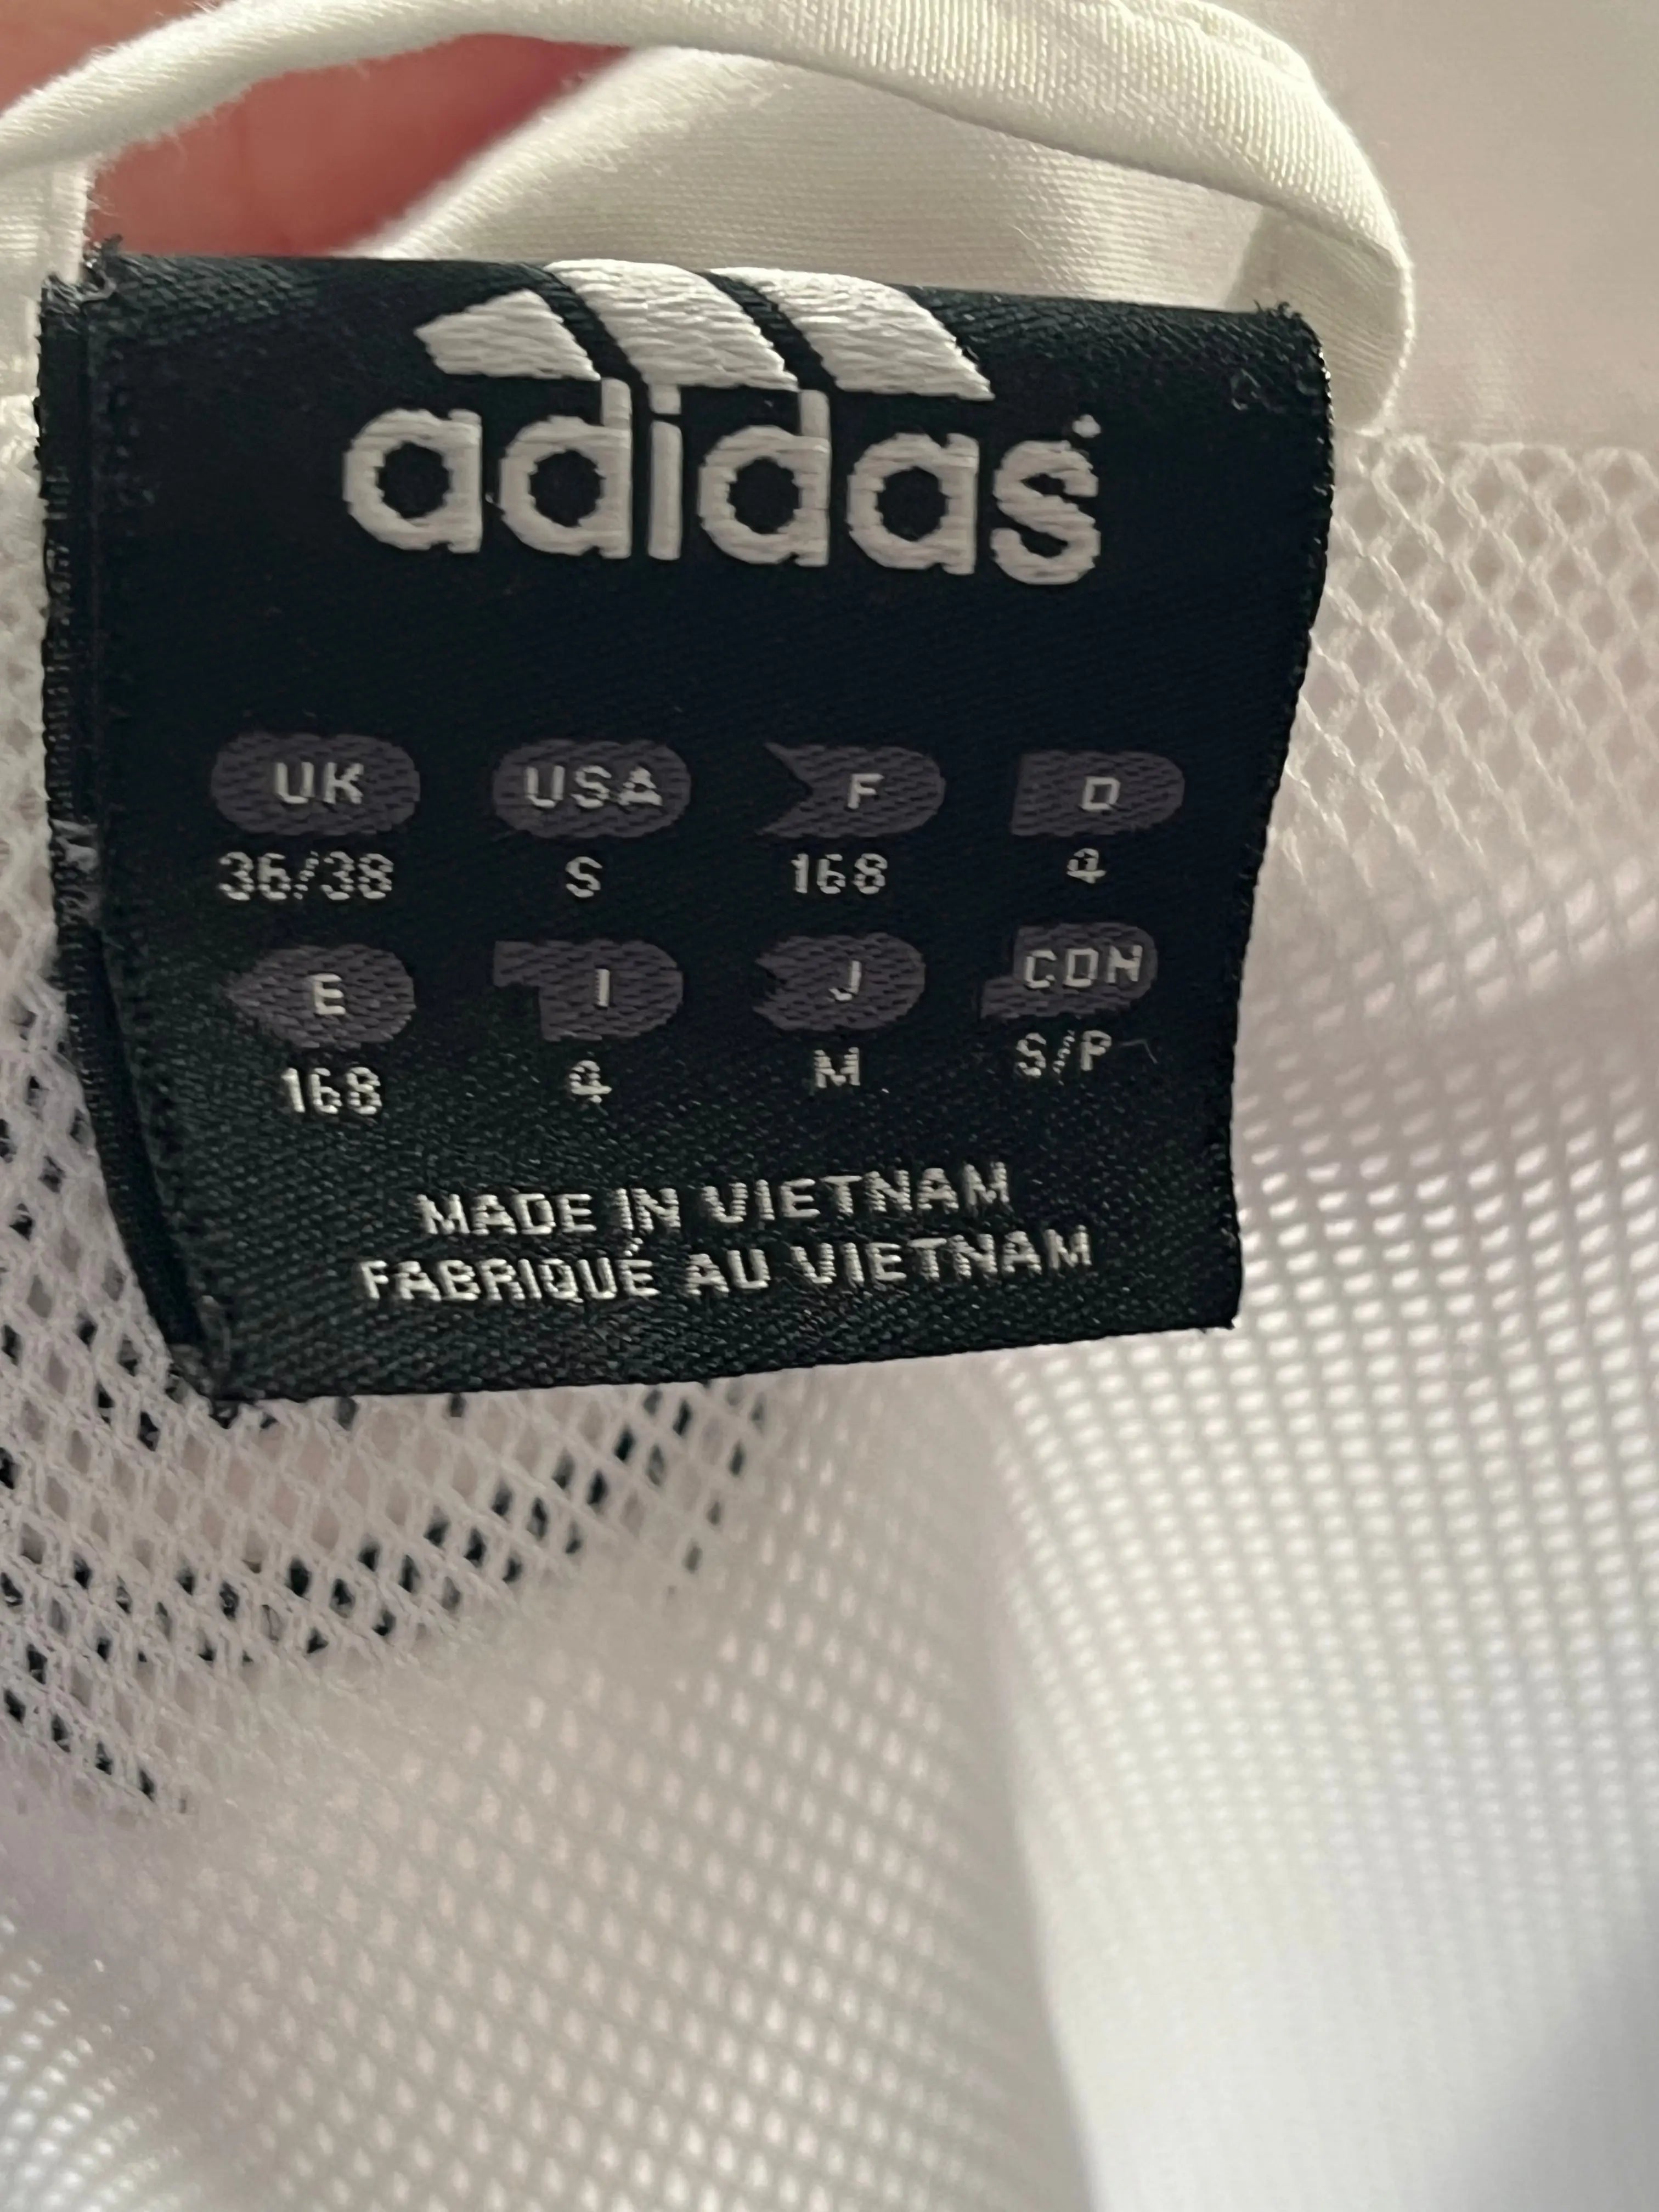 adidas
UK USA F D
36/38 S 168 4
E I J CDN
168 4 M S/P
MADE IN VIETNAM
FABRIQUÉ AU VIETNAM